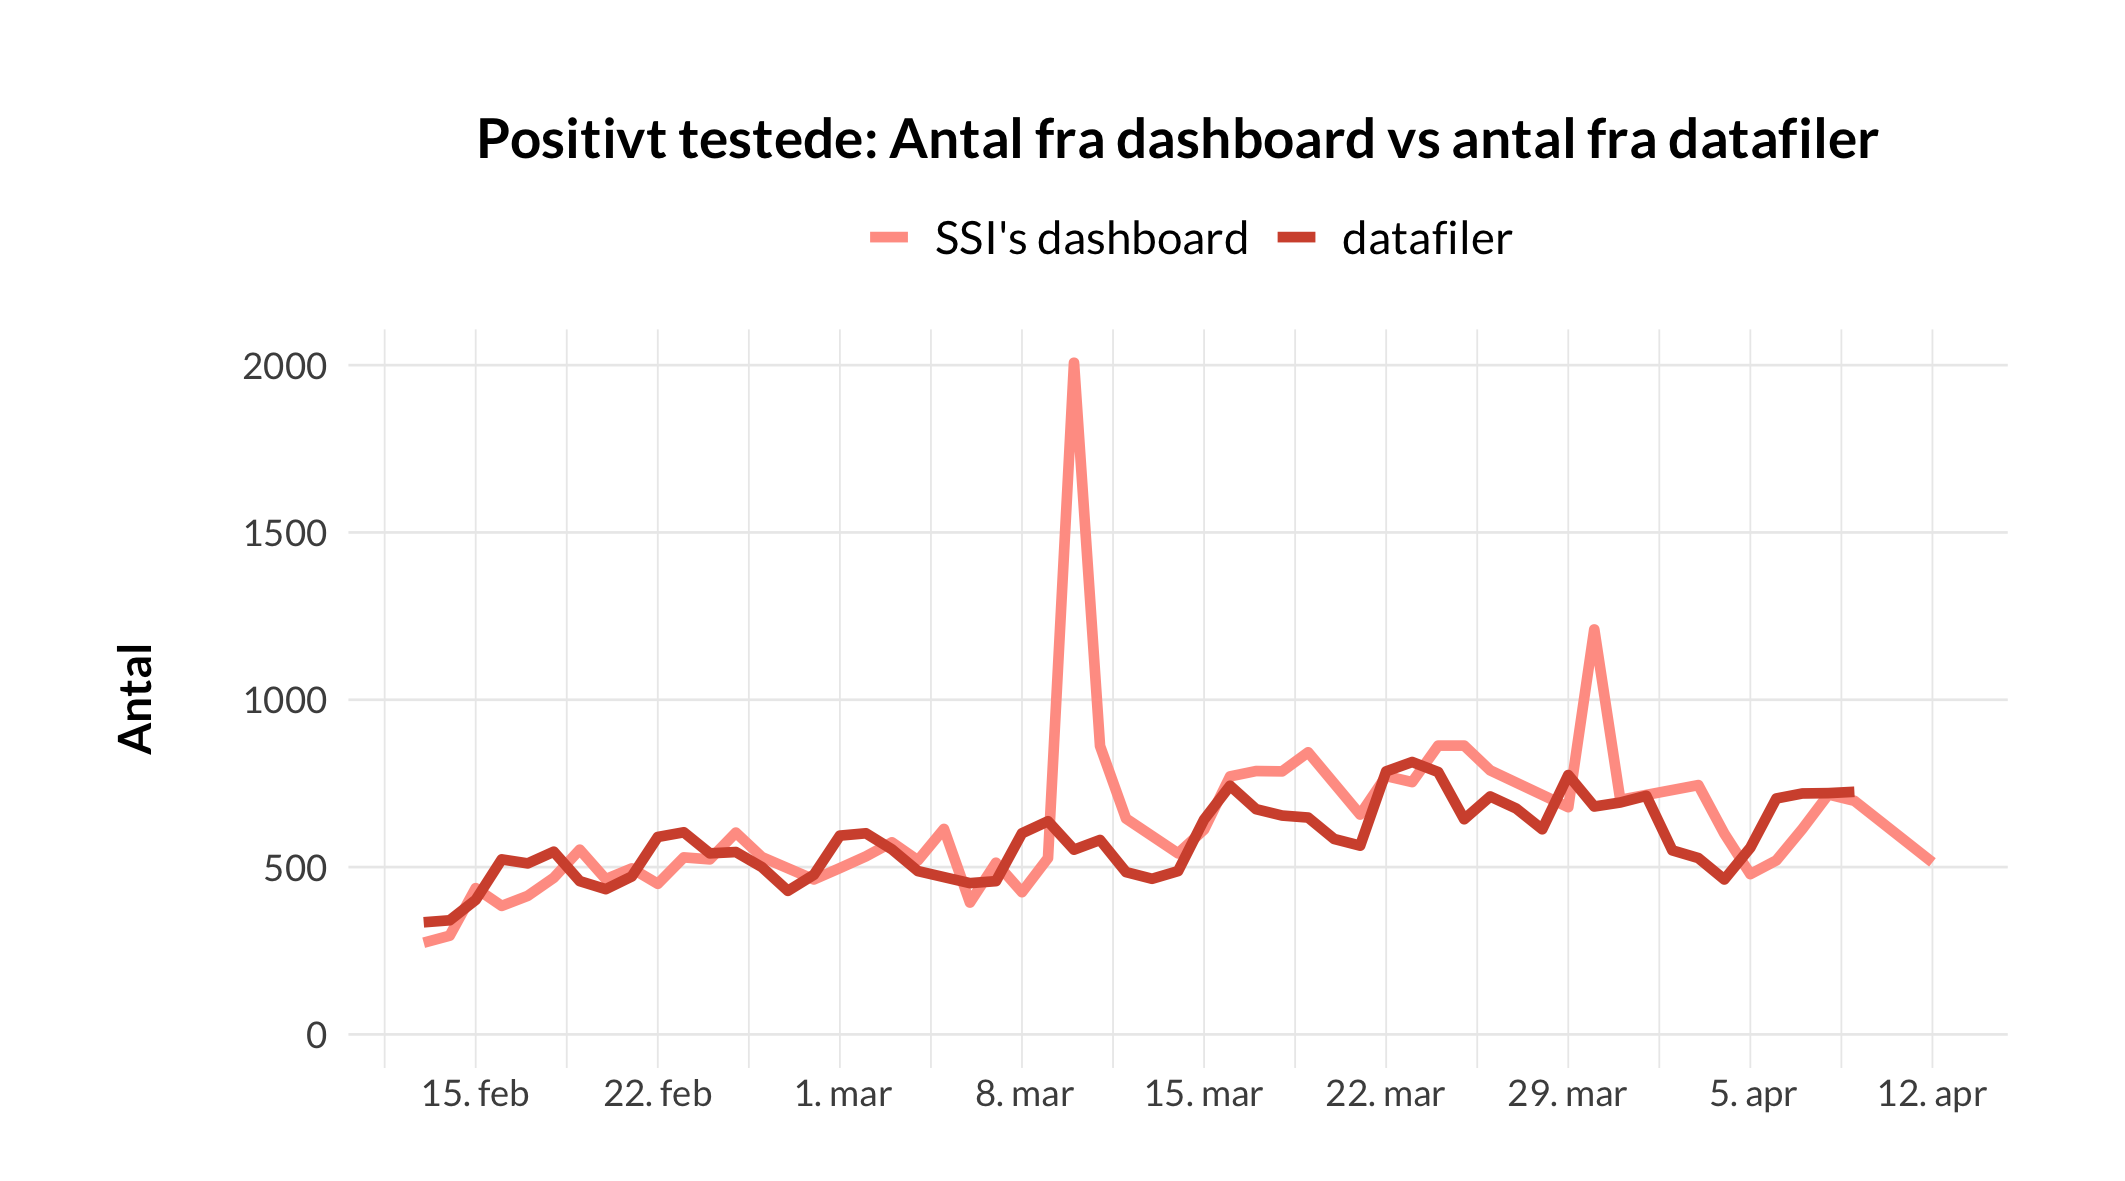 Positivt testede: Antal fra dashboard vs antal fra datafiler
SSI's dashboard datafiler
2000
1500
1000
500
0
Antal
15. feb 22. feb 1. mar 8. mar 15. mar 22. mar 29. mar 5. apr 12. apr